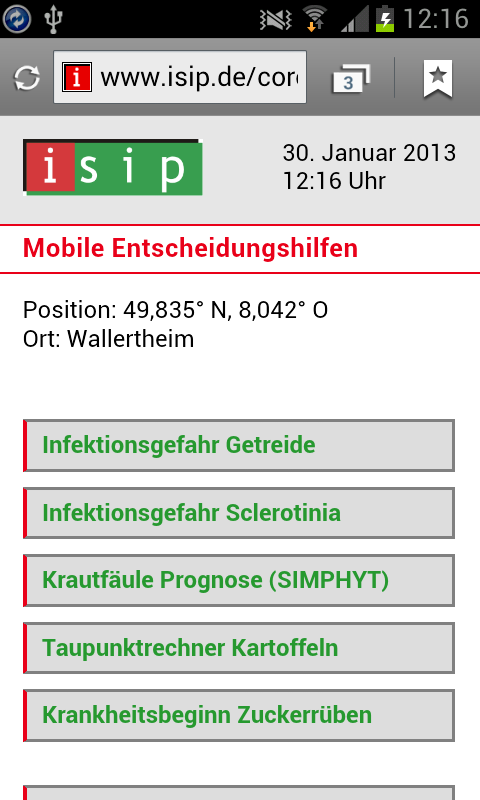 12:16
i www.isip.de/cor
3
isip
30. Januar 2013
12:16 Uhr
Mobile Entscheidungshilfen
Position: 49,835° N, 8,042° O
Ort: Wallertheim
Infektionsgefahr Getreide
Infektionsgefahr Sclerotinia
Krautfäule Prognose (SIMPHYT)
Taupunktrechner Kartoffeln
Krankheitsbeginn Zuckerrüben